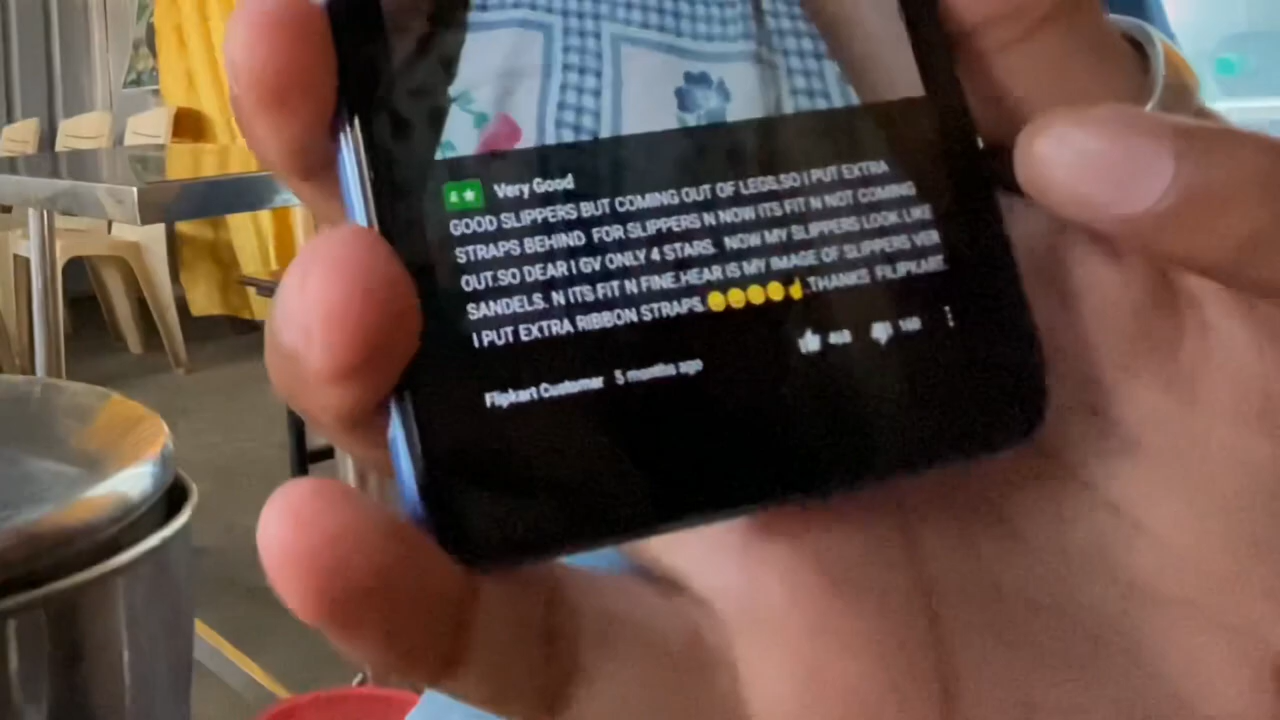 4★ Very Good
GOOD SLIPPERS BUT COMING OUT OF LEGS.SO I PUT EXTRA
STRAPS BEHIND FOR SLIPPERS N NOW ITS FIT N NOT COMING
OUT.SO DEAR I GV ONLY 4 STARS. NOW MY SLIPPERS LOOK LIKE
SANDELS. N ITS FIT N FINE.HEAR IS MY IMAGE OF SLIPPERS VER
I PUT EXTRA RIBBON STRAPS.😀😀😀😀☝.THANKS FILIPKART.
Flipkart Customer 5 months ago